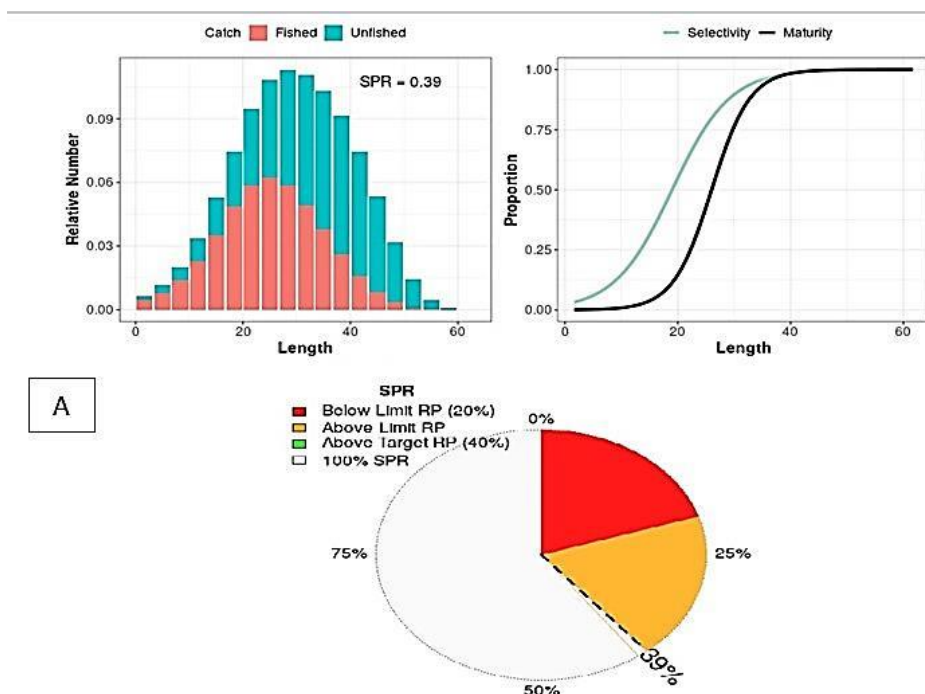 Catch Fished Unfished
SPR = 0.39
0.09
0.06
0.03
0.00
Relative Number
0 20 40 60
Length
Selectivity Maturity
1.00
0.75
0.50
0.25
0.00
Proportion
0 20 40 60
Length
A
SPR
Below Limit RP (20%)
Above Limit RP
Above Target RP (40%)
100% SPR
0%
75%
25%
39%
50%